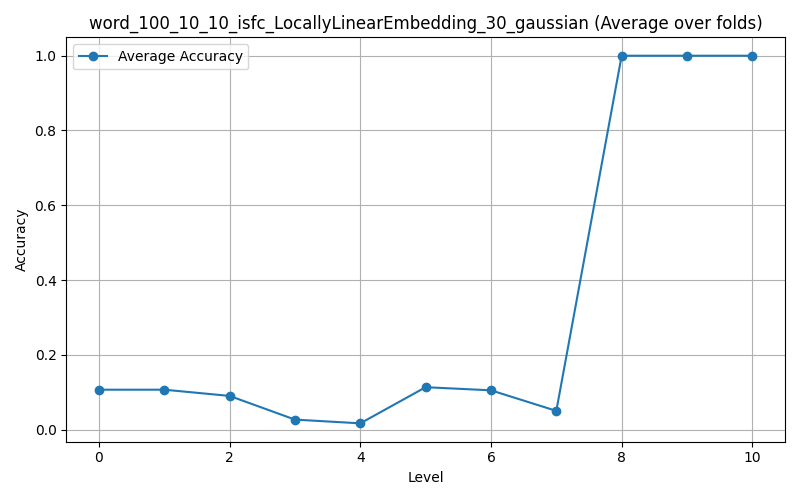 word_100_10_10_isfc_LocallyLinearEmbedding_30_gaussian (Average over folds)
Average Accuracy
1.0
0.8
0.6
0.4
0.2
0.0
Accuracy
0 2 4 6 8 10
Level